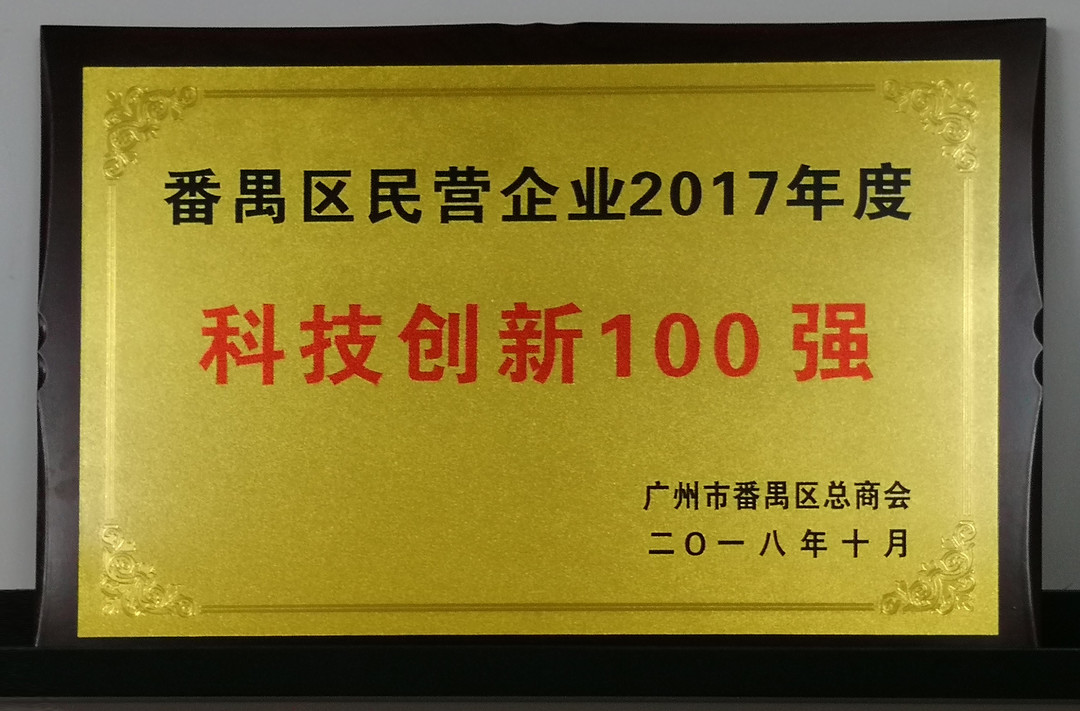 番禺区民营企业2017年度
科技创新100强
广州市番禺区总商会
二〇一八年十月